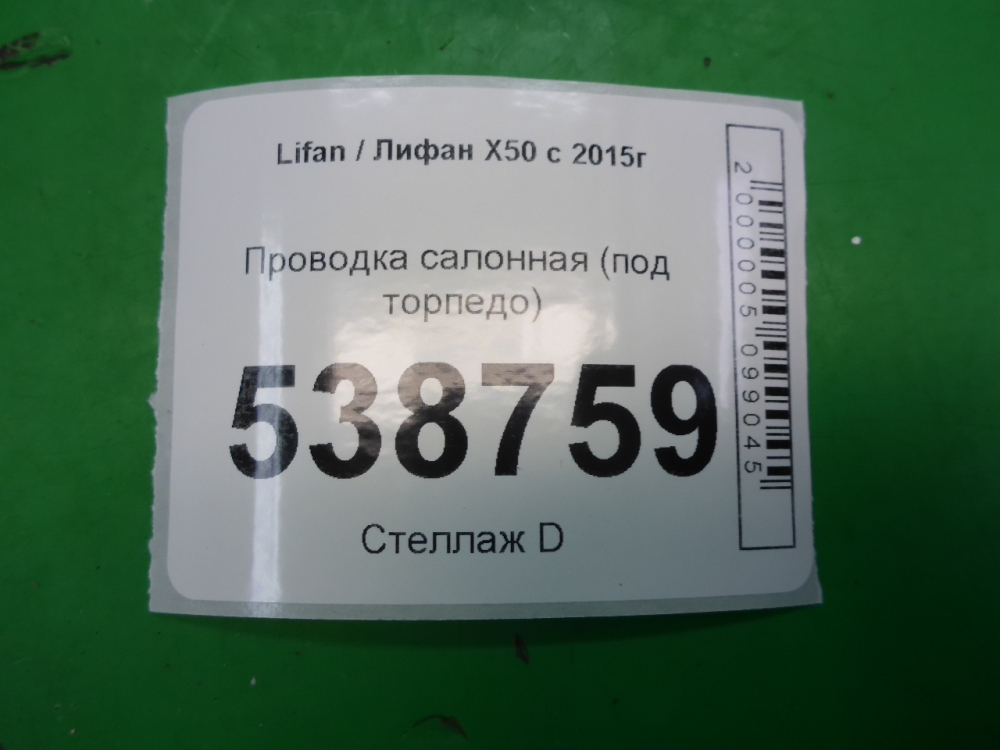 Lifan / Лифан X50 с 2015г
Проводка салонная (под
торпедо)
538759
Стеллаж D
2000005099045